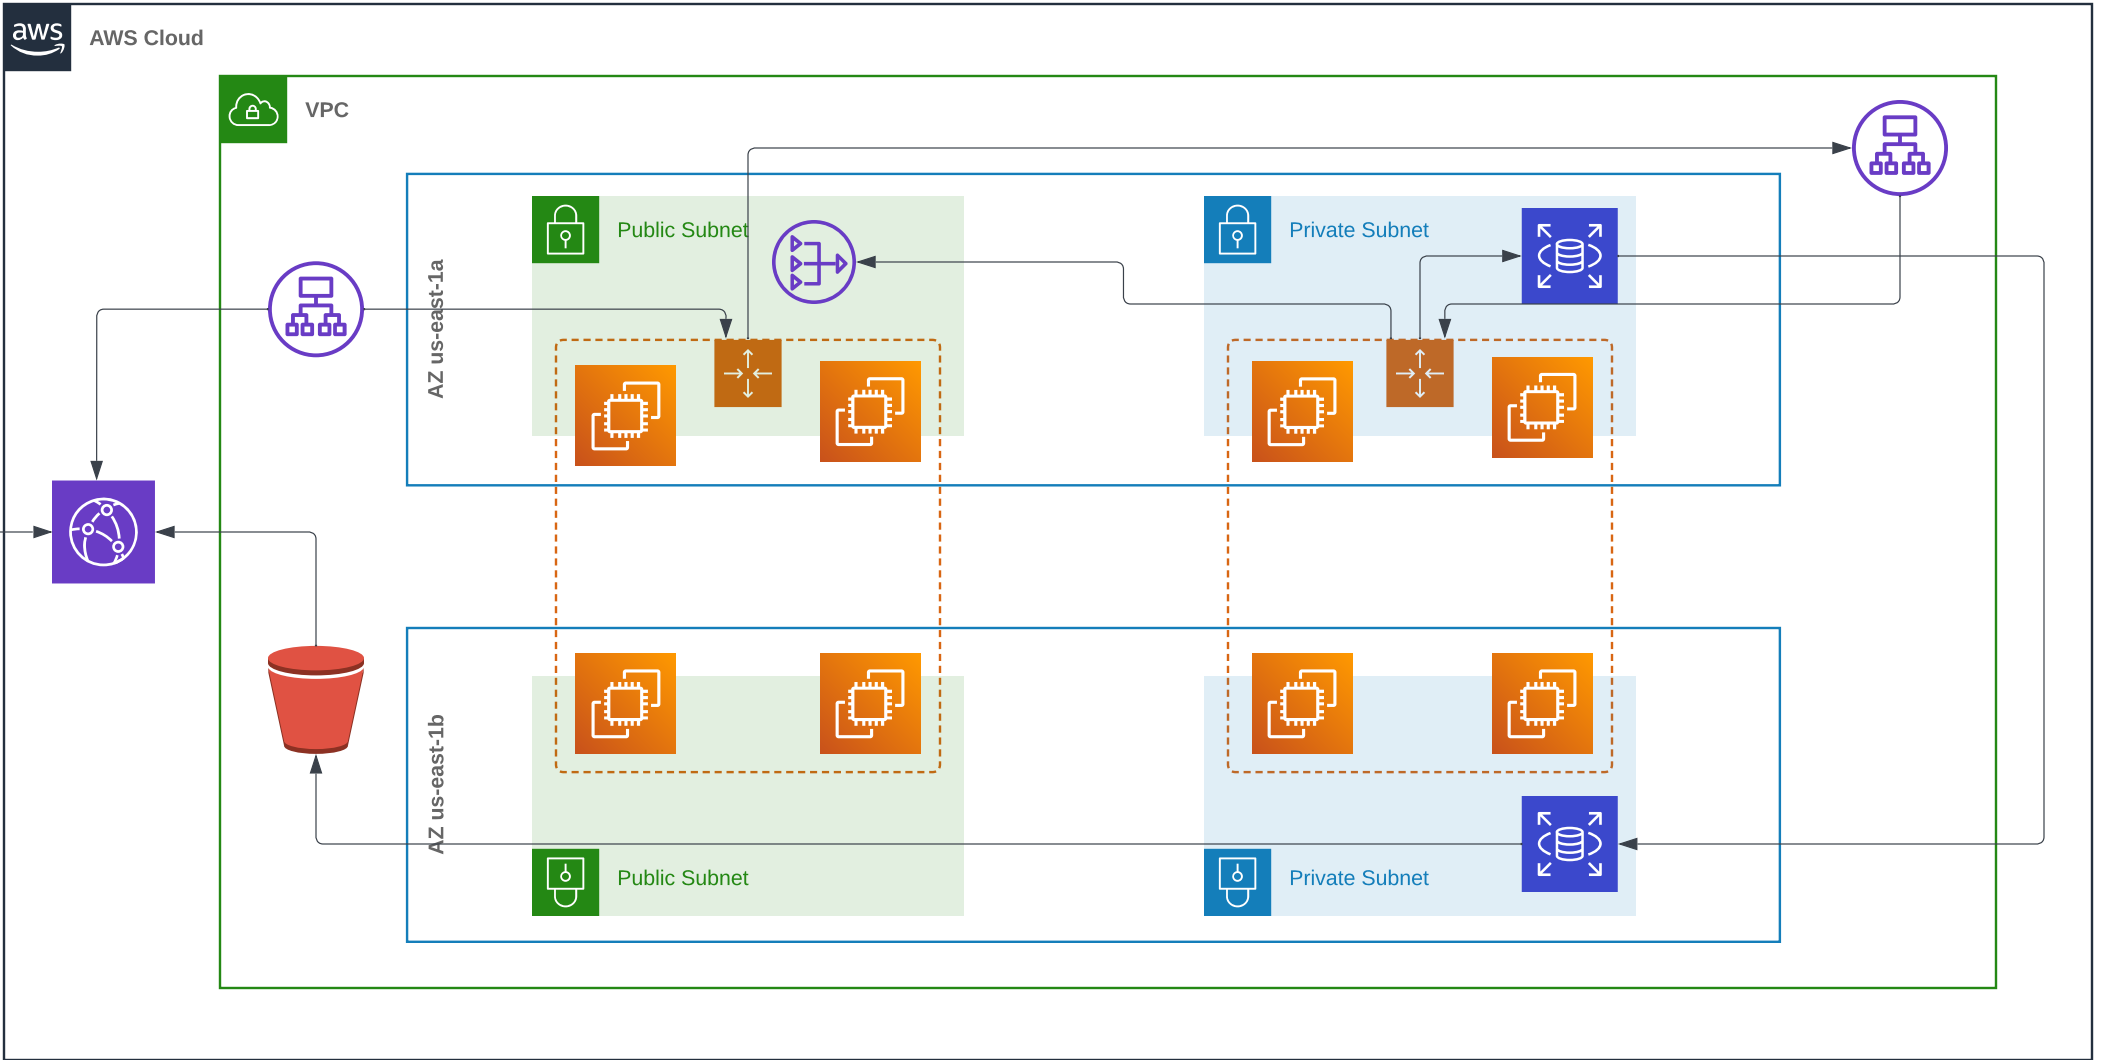 aws
AWS Cloud
VPC
AZ us-east-1a
Public Subnet
Private Subnet
AZ us-east-1b
Public Subnet
Private Subnet